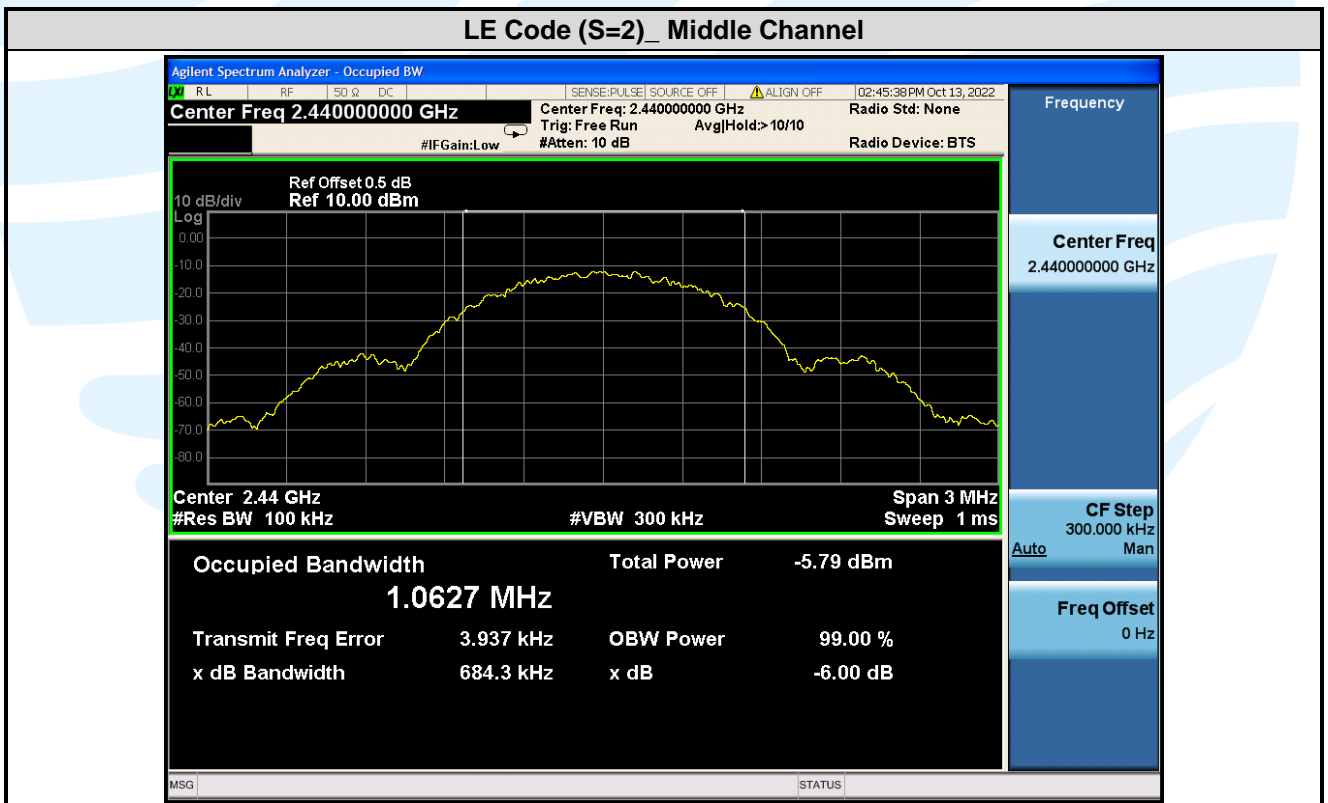 LE Code (S=2)_ Middle Channel
Agilent Spectrum Analyzer - Occupied BW
LXI RL RF 50 Ω DC SENSE:PULSE SOURCE OFF ALIGN OFF 02:45:38 PM Oct 13, 2022
Center Freq 2.440000000 GHz
Center Freq: 2.440000000 GHz
Radio Std: None
Trig: Free Run Avg|Hold:> 10/10
#IFGain:Low
#Atten: 10 dB
Radio Device: BTS
Ref Offset 0.5 dB
10 dB/div Ref 10.00 dBm
Log
0.00
-10.0
-20.0
-30.0
-40.0
-50.0
-60.0
-70.0
-80.0
Center 2.44 GHz Span 3 MHz
#Res BW 100 kHz #VBW 300 kHz Sweep 1 ms
Occupied Bandwidth Total Power -5.79 dBm
1.0627 MHz
Transmit Freq Error 3.937 kHz OBW Power 99.00 %
x dB Bandwidth 684.3 kHz x dB -6.00 dB
MSG STATUS
Frequency
Center Freq
2.440000000 GHz
CF Step
300.000 kHz
Auto Man
Freq Offset
0 Hz